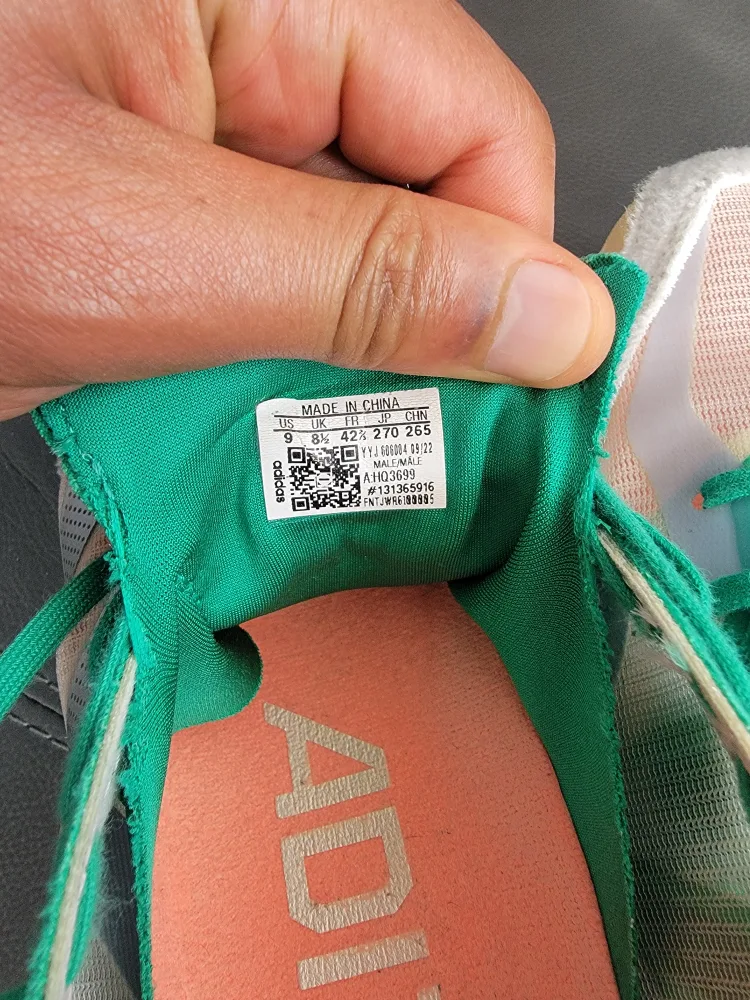 MADE IN CHINA
US UK FR JP CHN
9 8½ 42⅔ 270 265
YYJ 606004 09/22
MALE/MÂLE
A:HQ3699
#131365916
adidas
ADI